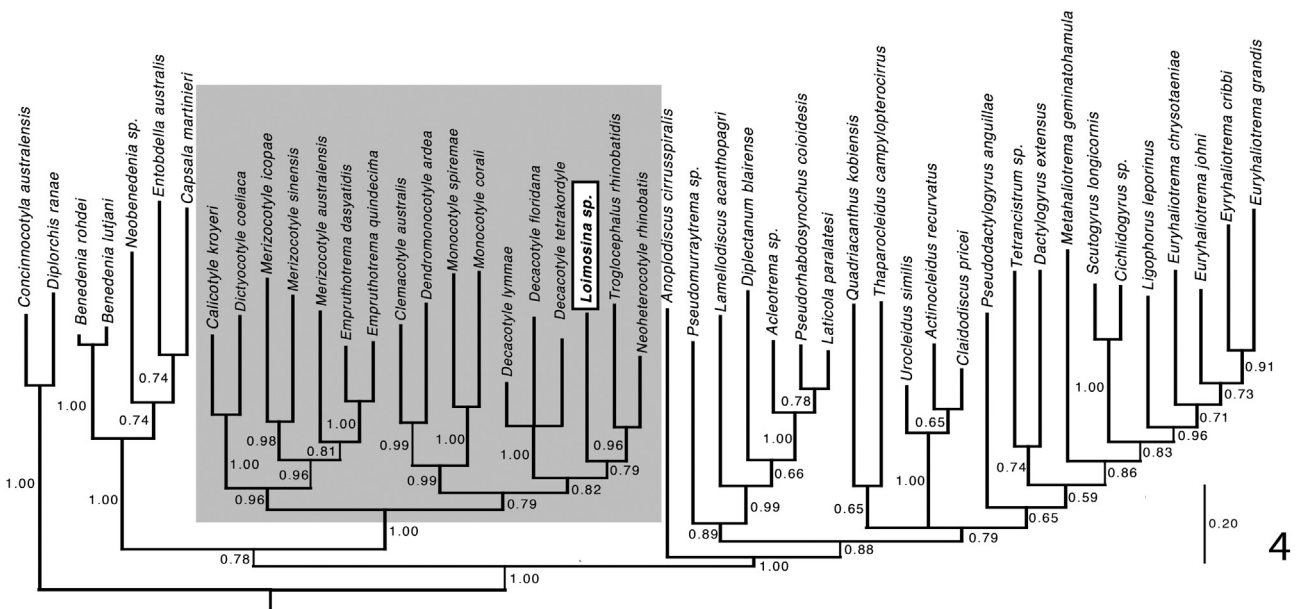 Concinnocotyla australensis
Diplorchis ranae
Benedenia rohdei
Benedenia lutjani
Neobenedenia sp.
Entobdella australis
Capsala martinieri
Calicotyle kroyeri
Dictyocotyle coeliaca
Merizocotyle icopae
Merizocotyle sinensis
Merizocotyle australensis
Empruthotrema dasyatidis
Empruthotrema quindecima
Clemacotyle australis
Dendromonocotyle ardea
Monocotyle spiremae
Monocotyle corali
Decacotyle lymmae
Decacotyle floridana
Decacotyle tetrakordyle
Loimosina sp.
Troglocephalus rhinobatidis
Neoheterocotyle rhinobatis
Anoplodiscus cirrusspiralis
Pseudomurraytrema sp.
Lamellodiscus acanthopagri
Diplectanum blairense
Acleotrema sp.
Pseudorhabdosynochus coioidesis
Laticola paralatesi
Quadriacanthus kobiensis
Thaparocleidus campylopterocirrus
Urocleidus similis
Actinocleidus recurvatus
Claidodiscus pricei
Pseudodactylogyrus anguillae
Tetrancistrum sp.
Dactylogyrus extensus
Metahaliotrema geminatohamula
Scutogyrus longicornis
Cichlidogyrus sp.
Ligophorus leporinus
Euryhaliotrema chrysotaeniae
Euryhaliotrema johni
Eyryhaliotrema cribbi
Euryhaliotrema grandis
1.00
1.00
1.00
0.74
0.74
0.78
1.00
0.96
1.00
0.98
0.96
0.81
1.00
0.99
0.99
1.00
0.79
1.00
0.82
0.96
0.79
1.00
1.00
0.89
0.99
0.66
1.00
0.78
0.88
0.65
1.00
0.65
0.79
0.65
0.74
0.59
0.86
1.00
0.83
0.96
0.71
0.73
0.91
0.20
4